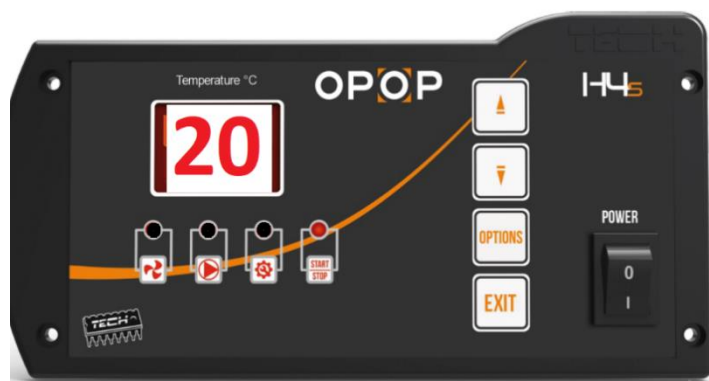 TECH
Temperature °C
OPOP
H4s
20
POWER
OPTIONS
0
START
STOP
EXIT
I
TECH